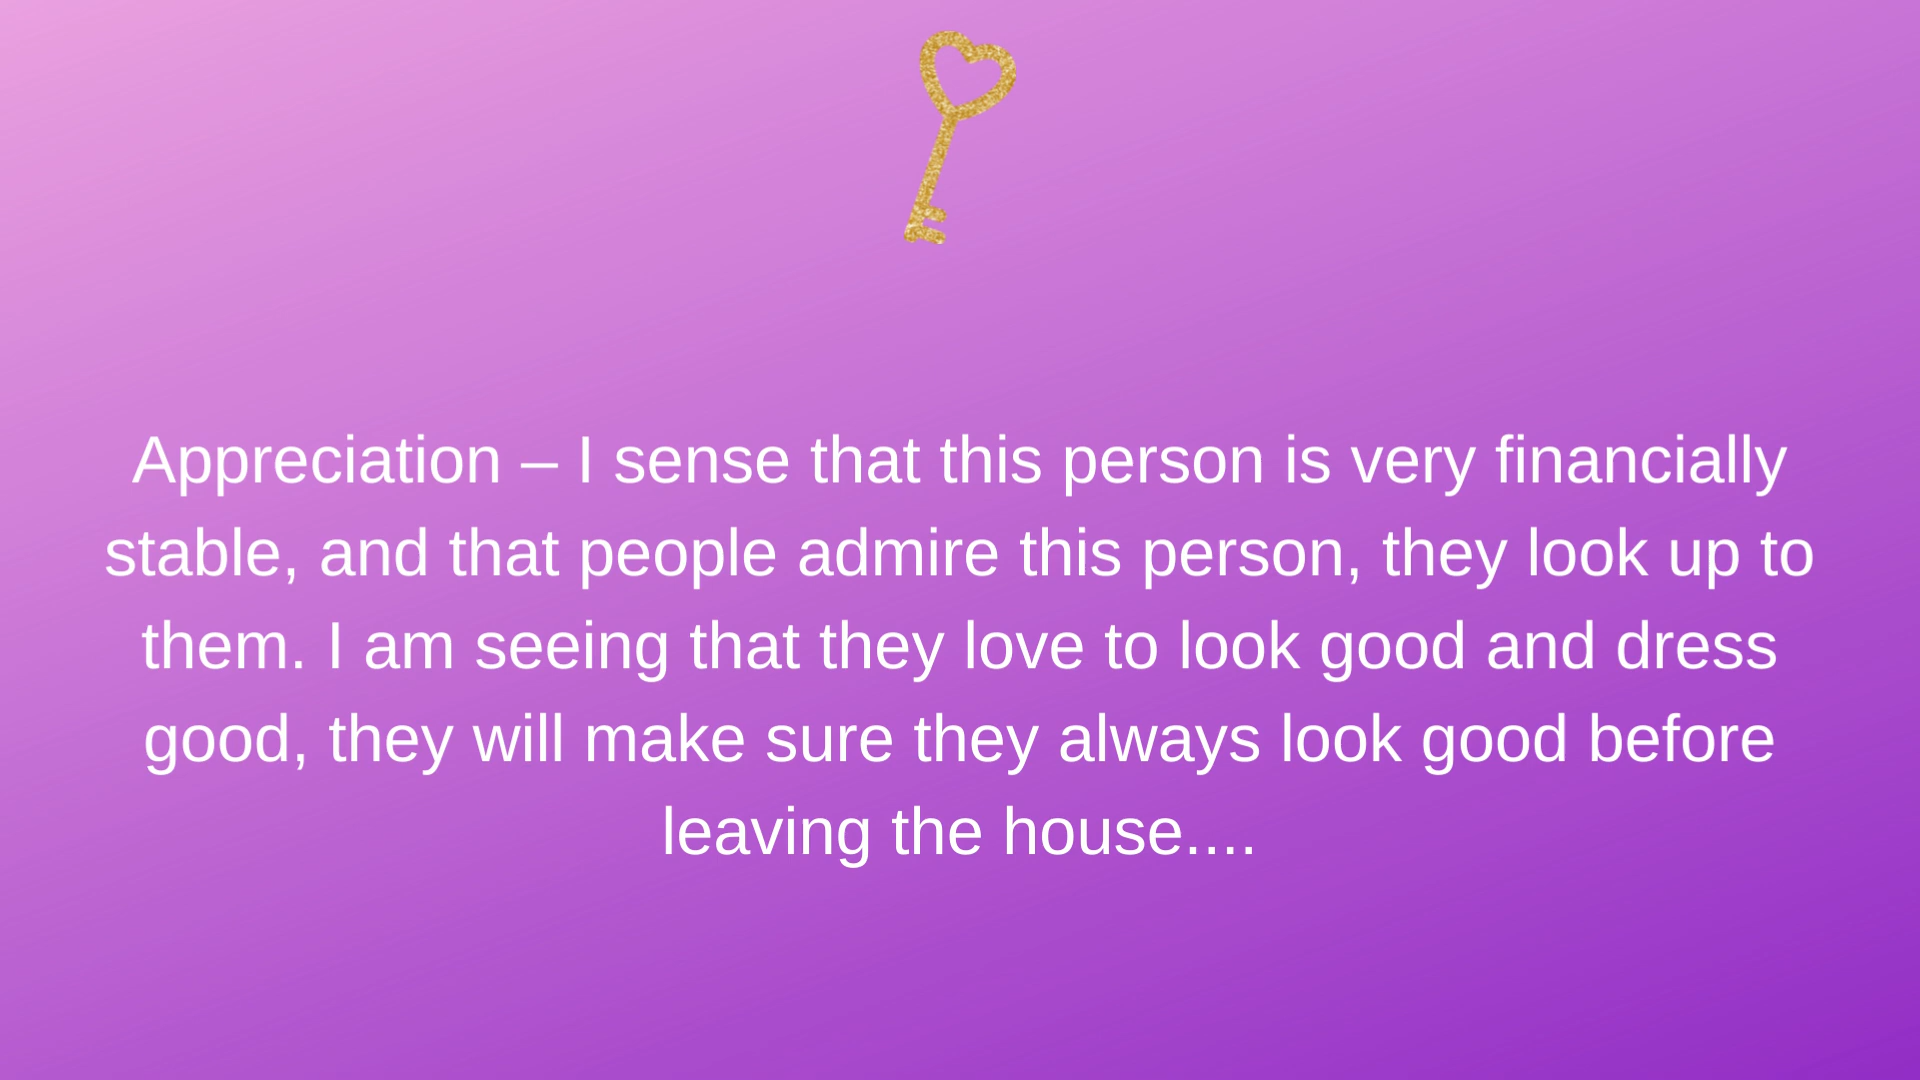 Appreciation – I sense that this person is very financially
stable, and that people admire this person, they look up to
them. I am seeing that they love to look good and dress
good, they will make sure they always look good before
leaving the house....